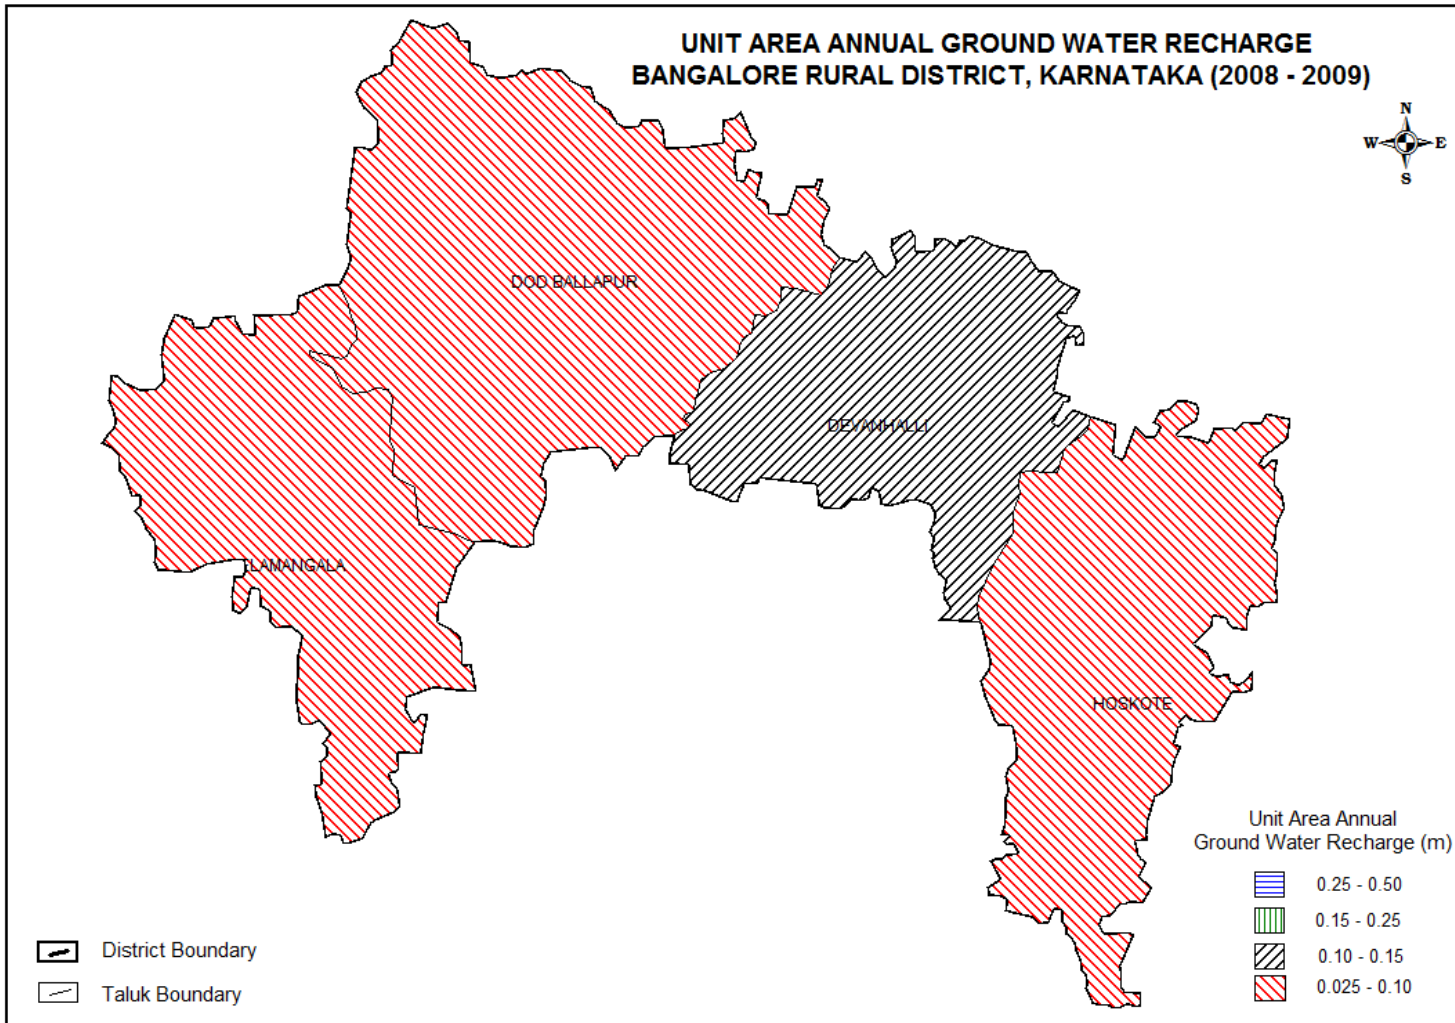 UNIT AREA ANNUAL GROUND WATER RECHARGE
BANGALORE RURAL DISTRICT, KARNATAKA (2008 - 2009)
N
W E
S
DOD BALLAPUR
DEVANHALLI
ELAMANGALA
HOSKOTE
Unit Area Annual
Ground Water Recharge (m)
0.25 - 0.50
0.15 - 0.25
0.10 - 0.15
0.025 - 0.10
District Boundary
Taluk Boundary